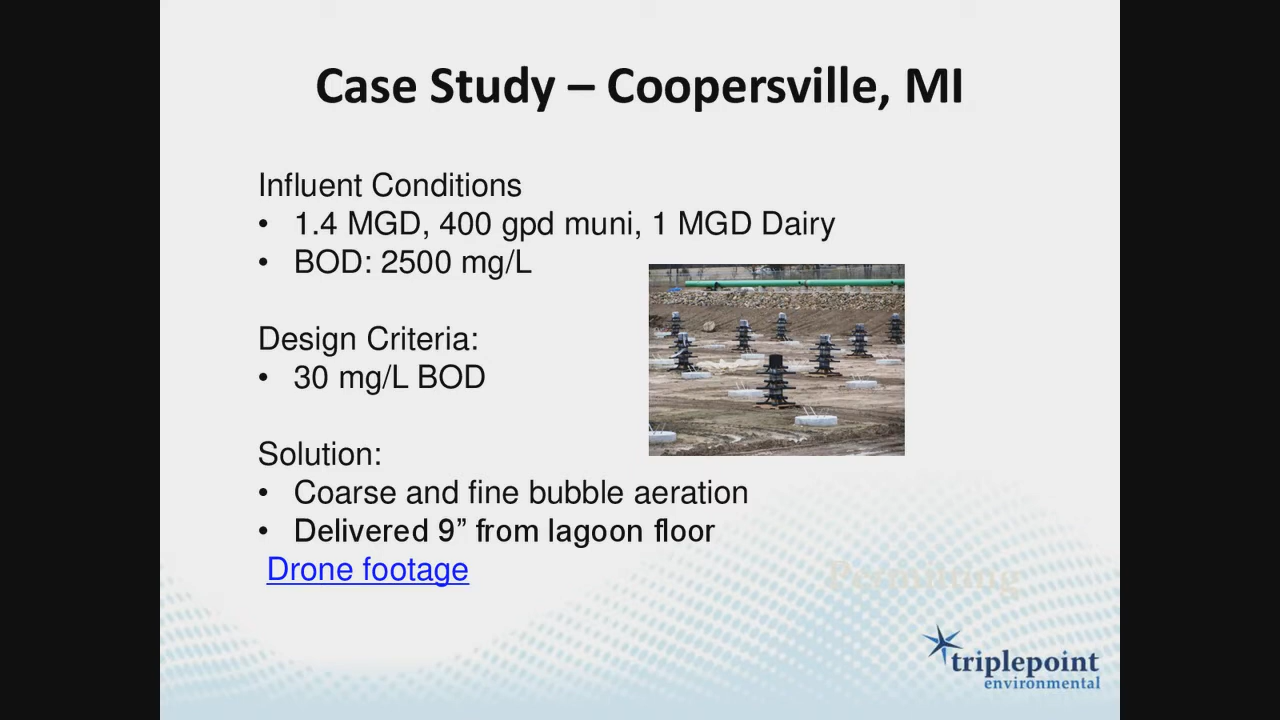 Case Study – Coopersville, MI
Influent Conditions
• 1.4 MGD, 400 gpd muni, 1 MGD Dairy
• BOD: 2500 mg/L
Design Criteria:
• 30 mg/L BOD
Solution:
• Coarse and fine bubble aeration
• Delivered 9” from lagoon floor
Drone footage
Permitting
triplepoint
environmental